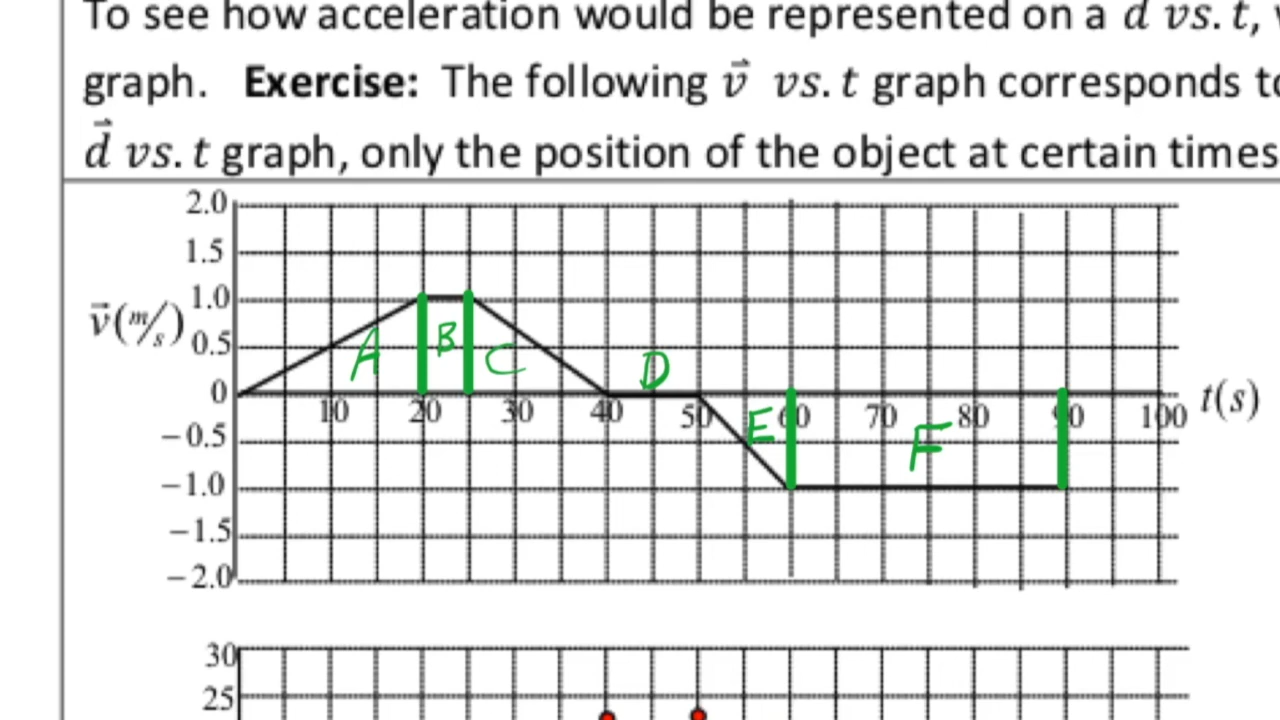 To see how acceleration would be represented on a d vs. t,
graph. Exercise: The following v⃗ vs. t graph corresponds to
d⃗ vs. t graph, only the position of the object at certain times
2.0
1.5
1.0
v⃗(m/s)
0.5
0
-0.5
-1.0
-1.5
-2.0
A
B
C
D
E
F
10 20 30 40 50 60 70 80 90 100 t(s)
30
25